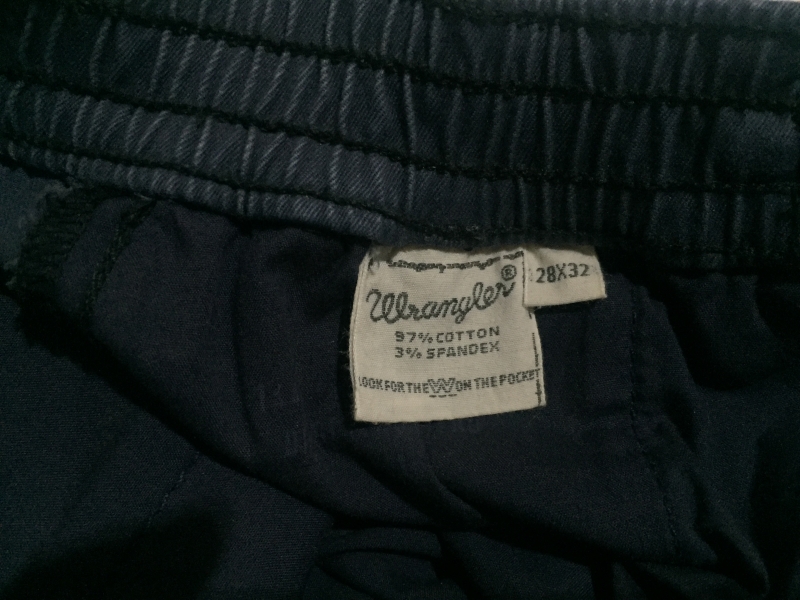 Wrangler®
28X32
97% COTTON
3% SPANDEX
LOOK FOR THE W ON THE POCKET